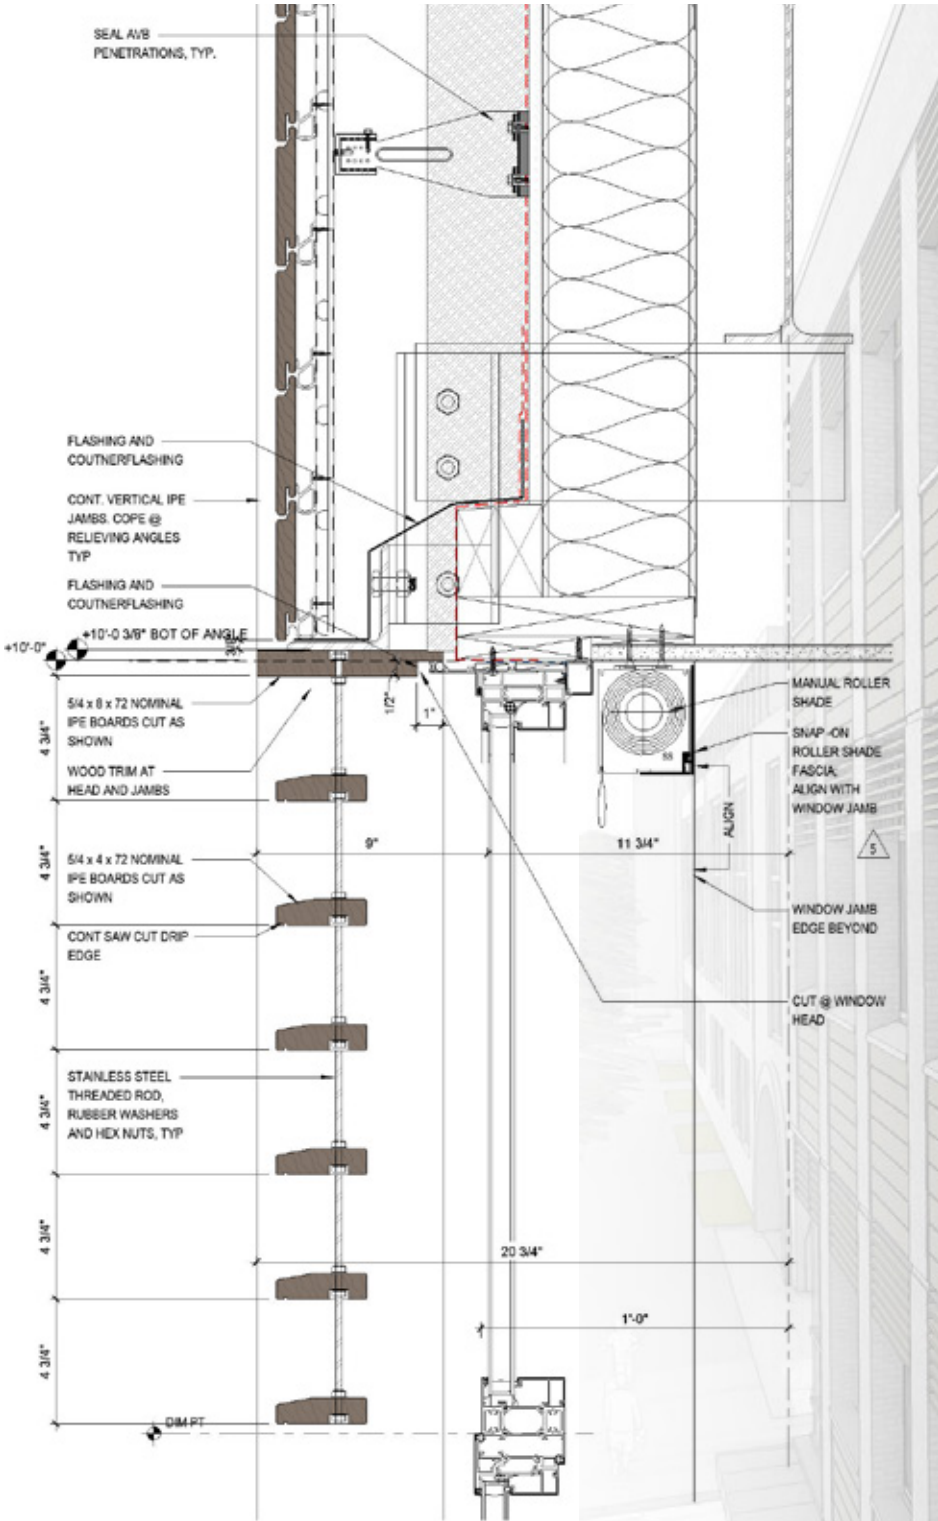 SEAL AVB
PENETRATIONS, TYP.
FLASHING AND
COUTNERFLASHING
CONT. VERTICAL IPE
JAMBS. COPE @
RELIEVING ANGLES
TYP
FLASHING AND
COUTNERFLASHING
+10'-0 3/8" BOT OF ANGLE
+10'-0"
3/8"
5/4 x 8 x 72 NOMINAL
IPE BOARDS CUT AS
SHOWN
1/2"
1"
MANUAL ROLLER
SHADE
SNAP -ON
ROLLER SHADE
FASCIA;
ALIGN WITH
WINDOW JAMB
4 3/4"
WOOD TRIM AT
HEAD AND JAMBS
ALIGN
9"
11 3/4"
5
4 3/4"
5/4 x 4 x 72 NOMINAL
IPE BOARDS CUT AS
SHOWN
CONT SAW CUT DRIP
EDGE
WINDOW JAMB
EDGE BEYOND
4 3/4"
CUT @ WINDOW
HEAD
4 3/4"
STAINLESS STEEL
THREADED ROD,
RUBBER WASHERS
AND HEX NUTS, TYP
4 3/4"
20 3/4"
4 3/4"
1'-0"
DIM PT